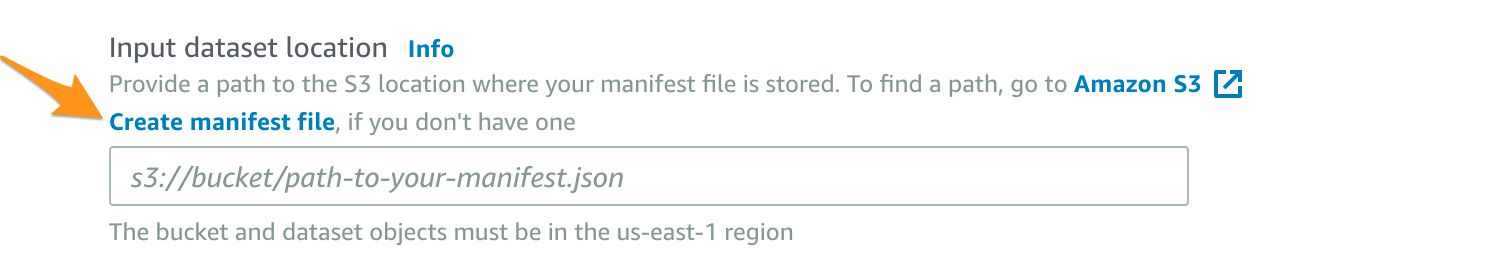 Input dataset location Info
Provide a path to the S3 location where your manifest file is stored. To find a path, go to Amazon S3
Create manifest file, if you don't have one
s3://bucket/path-to-your-manifest.json
The bucket and dataset objects must be in the us-east-1 region